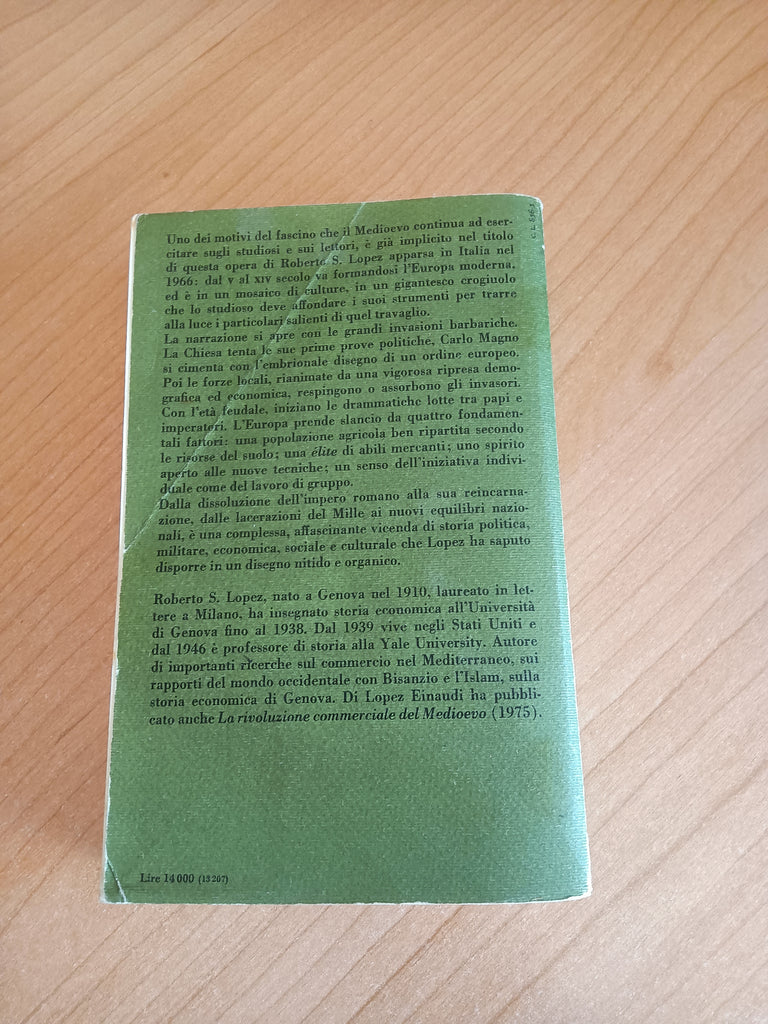 Uno dei motivi del fascino che il Medioevo continua ad eser-
citare sugli studiosi e sui lettori, è già implicito nel titolo
di questa opera di Roberto S. Lopez apparsa in Italia nel
1966: dal V al XIV secolo va formandosi l'Europa moderna,
ed è in un mosaico di culture, in un gigantesco crogiuolo
che lo studioso deve affondare i suoi strumenti per trarre
alla luce i particolari salienti di quel travaglio.
La narrazione si apre con le grandi invasioni barbariche.
La Chiesa tenta le sue prime prove politiche, Carlo Magno
si cimenta con l'embrionale disegno di un ordine europeo.
Poi le forze locali, rianimate da una vigorosa ripresa demo-
grafica ed economica, respingono o assorbono gli invasori.
Con l'età feudale, iniziano le drammatiche lotte tra papi e
imperatori. L'Europa prende slancio da quattro fondamen-
tali fattori: una popolazione agricola ben ripartita secondo
le risorse del suolo; una élite di abili mercanti; uno spirito
aperto alle nuove tecniche; un senso dell'iniziativa indivi-
duale come del lavoro di gruppo.
Dalla dissoluzione dell'impero romano alla sua reincarna-
zione, dalle lacerazioni del Mille ai nuovi equilibri nazio-
nali, è una complessa, affascinante vicenda di storia politica,
militare, economica, sociale e culturale che Lopez ha saputo
disporre in un disegno nitido e organico.
Roberto S. Lopez, nato a Genova nel 1910, laureato in let-
tere a Milano, ha insegnato storia economica all'Università
di Genova fino al 1938. Dal 1939 vive negli Stati Uniti e
dal 1946 è professore di storia alla Yale University. Autore
di importanti ricerche sul commercio nel Mediterraneo, sui
rapporti del mondo occidentale con Bisanzio e l'Islam, sulla
storia economica di Genova. Di Lopez Einaudi ha pubbli-
cato anche La rivoluzione commerciale del Medioevo (1975).
Lire 14000 (13207)